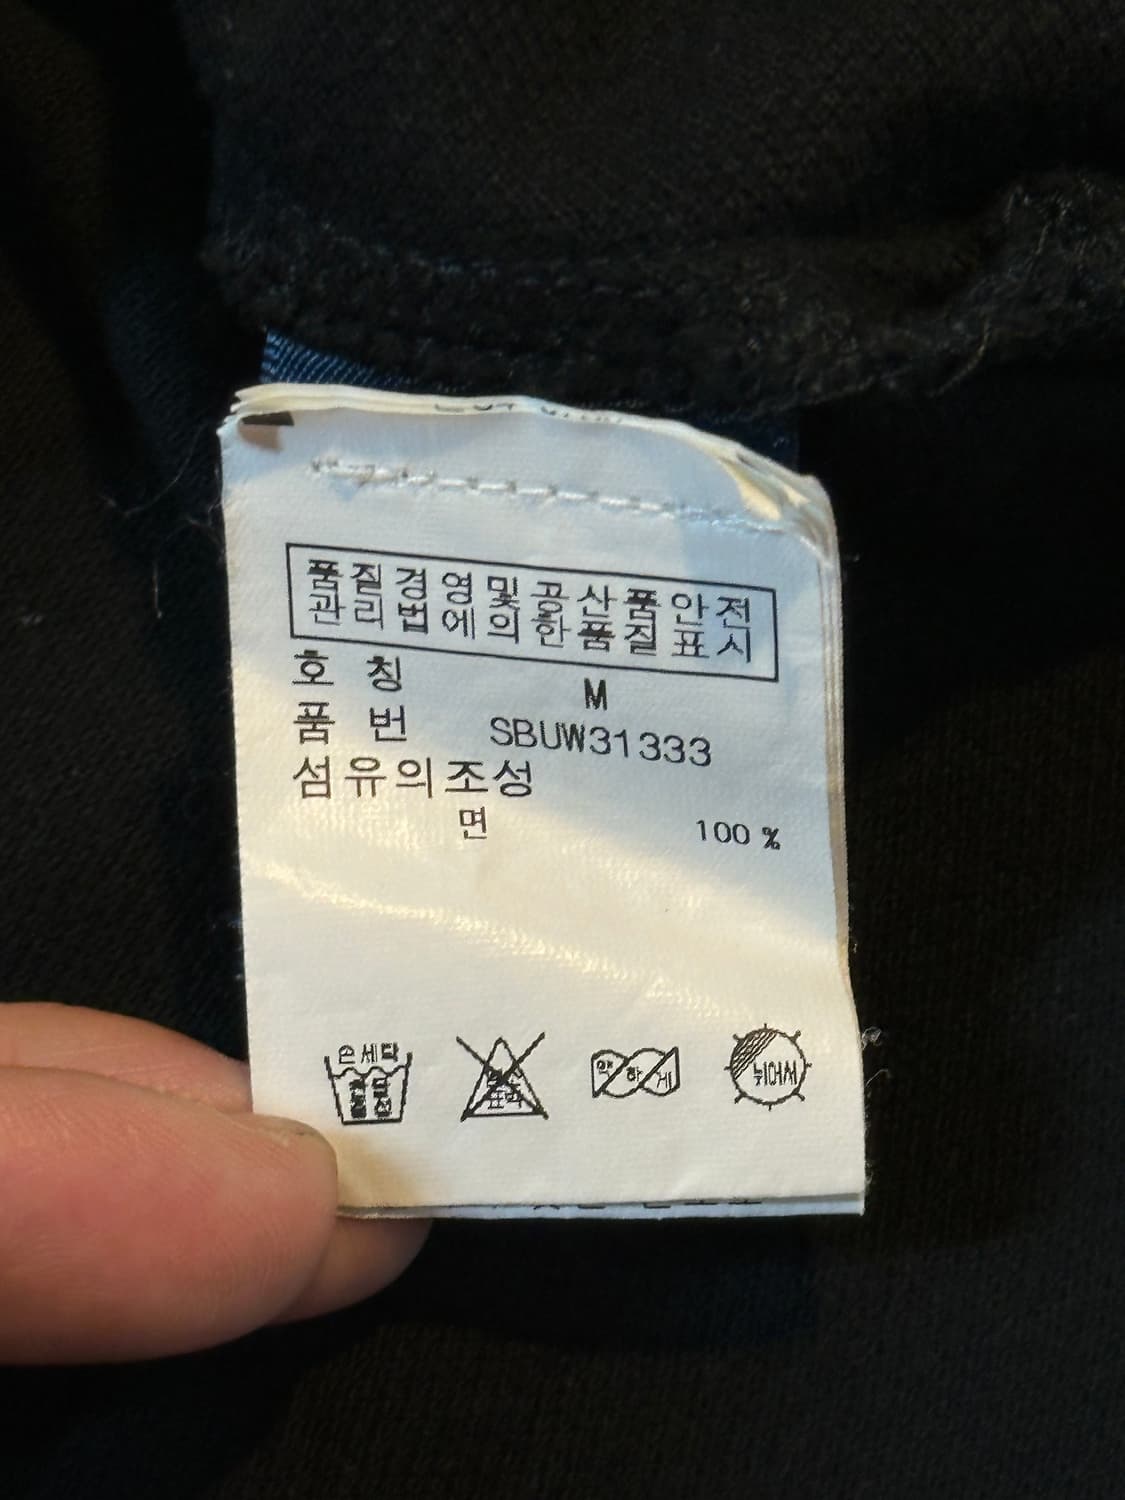 품질경영및공산품안전
관리법에의한품질표시
호 칭 M
품 번 SBUW31333
섬유의조성
면 100 %
손세탁
약하게
뉘어서